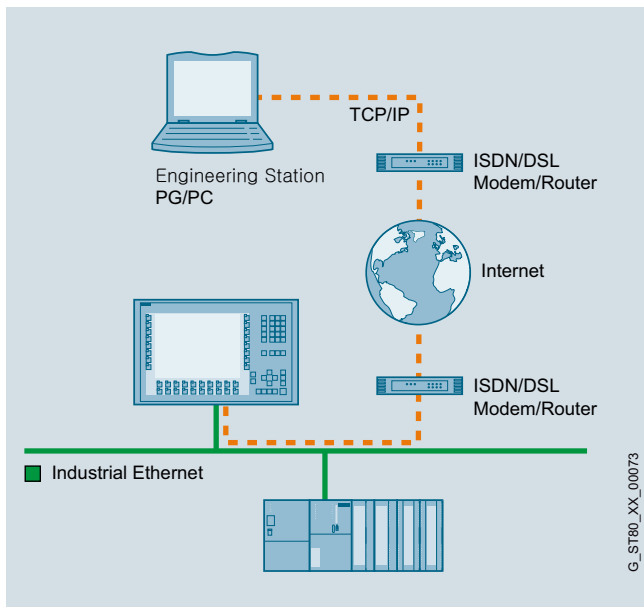 TCP/IP
Engineering Station
PG/PC
ISDN/DSL
Modem/Router
Internet
ISDN/DSL
Modem/Router
Industrial Ethernet
G_ST80_XX_00073